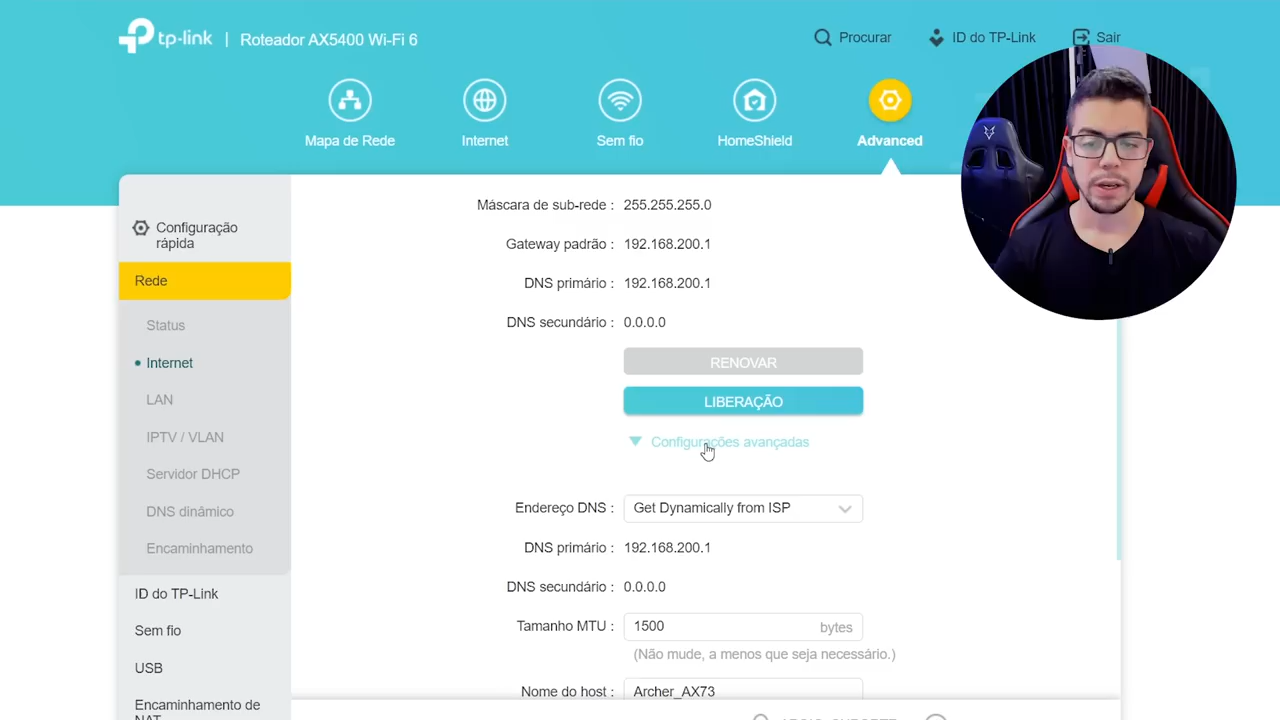 tp-link | Roteador AX5400 Wi-Fi 6
Procurar
ID do TP-Link
Sair
Mapa de Rede
Internet
Sem fio
HomeShield
Advanced
Configuração
rápida
Rede
Status
Internet
LAN
IPTV / VLAN
Servidor DHCP
DNS dinâmico
Encaminhamento
ID do TP-Link
Sem fio
USB
Encaminhamento de
NAT
Máscara de sub-rede : 255.255.255.0
Gateway padrão : 192.168.200.1
DNS primário : 192.168.200.1
DNS secundário : 0.0.0.0
RENOVAR
LIBERAÇÃO
Configurações avançadas
Endereço DNS : Get Dynamically from ISP
DNS primário : 192.168.200.1
DNS secundário : 0.0.0.0
Tamanho MTU : 1500 bytes
(Não mude, a menos que seja necessário.)
Nome do host : Archer_AX73